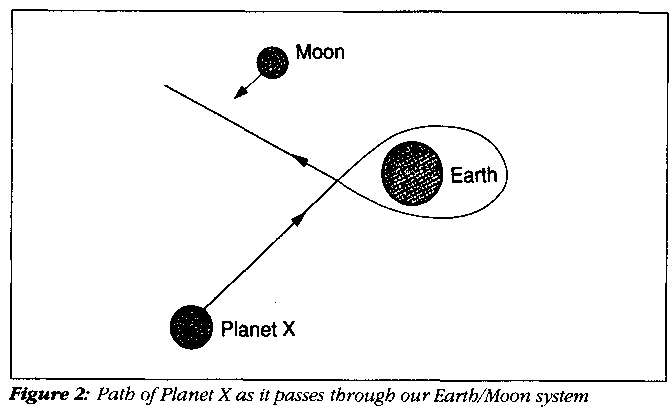 Moon
Earth
Planet X
Figure 2: Path of Planet X as it passes through our Earth/Moon system